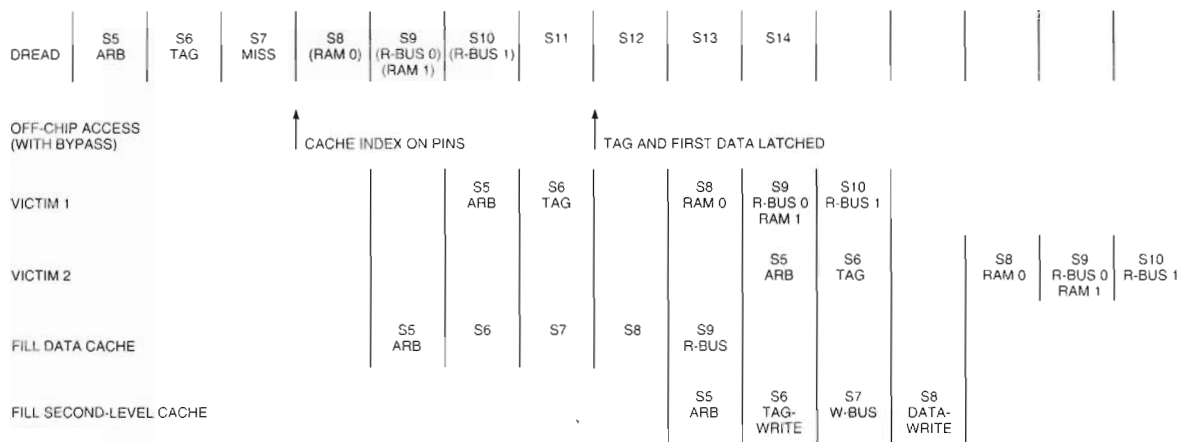 S5 S6 S7 S8 S9 S10 S11 S12 S13 S14
DREAD ARB TAG MISS (RAM 0) (R-BUS 0) (R-BUS 1)
(RAM 1)
OFF-CHIP ACCESS
(WITH BYPASS) CACHE INDEX ON PINS TAG AND FIRST DATA LATCHED
S5 S6 S8 S9 S10
VICTIM 1 ARB TAG RAM 0 R-BUS 0 R-BUS 1
RAM 1
S5 S6 S8 S9 S10
VICTIM 2 ARB TAG RAM 0 R-BUS 0 R-BUS 1
RAM 1
S5 S6 S7 S8 S9
FILL DATA CACHE ARB R-BUS
S5 S6 S7 S8
FILL SECOND-LEVEL CACHE ARB TAG- W-BUS DATA-
WRITE WRITE